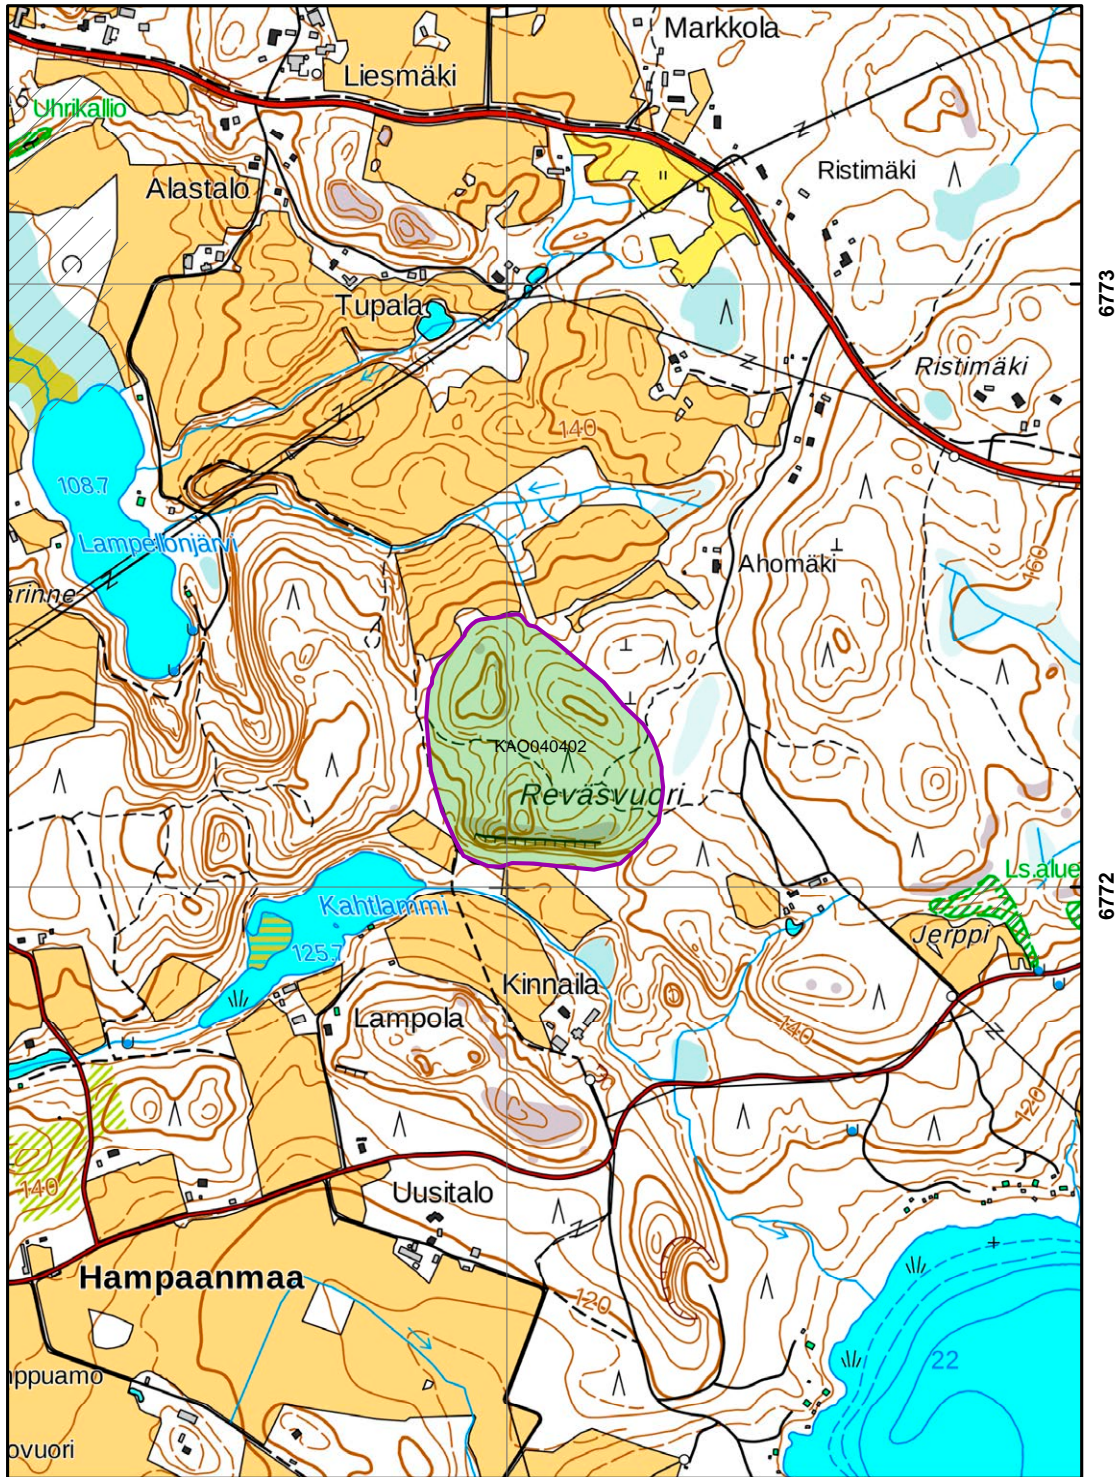 Markkola
Liesmäki
Uhrikallio
Ristimäki
Alastalo
6773
Tupala
Ristimäki
140
108.7
Lampellonjärvi
Ahomäki
160
arinne
KAO040402
Reväsvuori
Ls.alue
6772
Kahtlammi
Jerppi
125.7
Kinnaila
Lampola
140
120
140
Uusitalo
Hampaanmaa
120
22
ppuamo
ovuori